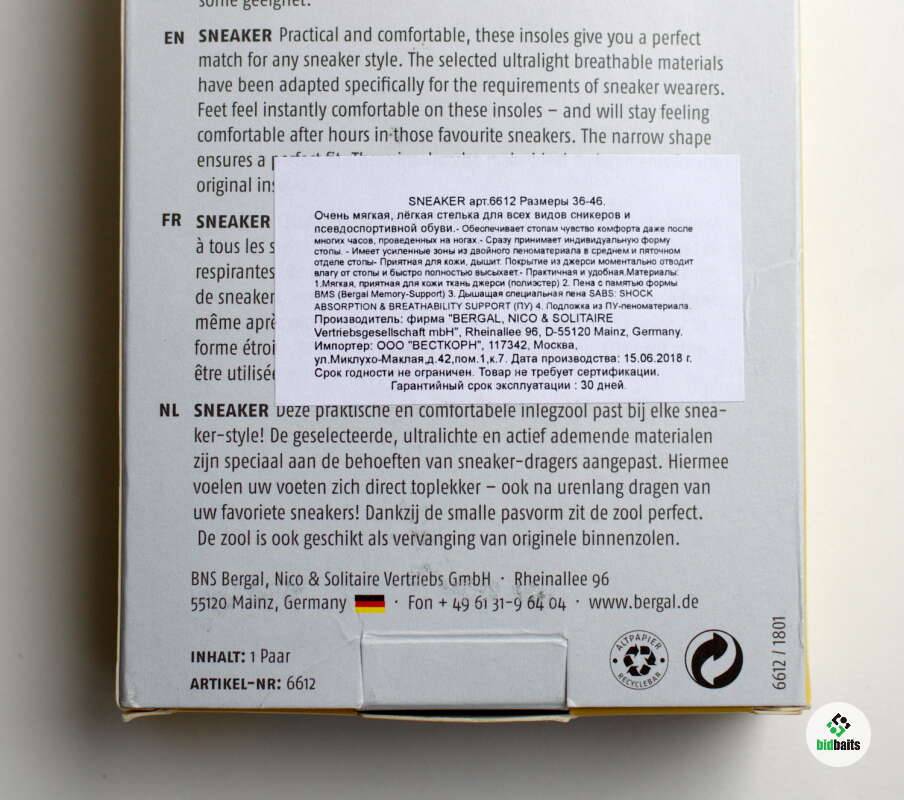 some geeignet.
EN SNEAKER Practical and comfortable, these insoles give you a perfect
match for any sneaker style. The selected ultralight breathable materials
have been adapted specifically for the requirements of sneaker wearers.
Feet feel instantly comfortable on these insoles – and will stay feeling
comfortable after hours in those favourite sneakers. The narrow shape
ensures a perfect fit.
original
SNEAKER арт.6612 Размеры 36-46.
Очень мягкая, лёгкая стелька для всех видов сникеров и
псевдоспортивной обуви.- Обеспечивает стопам чувство комфорта даже после
многих часов, проведенных на ногах.- Сразу принимает индивидуальную форму
стопы. - Имеет усиленные зоны из двойного пеноматериала в среднем и пяточном
отделе стопы- Приятная для кожи, дышит. Покрытие из джерси моментально отводит
влагу от стопы и быстро полностью высыхает.- Практичная и удобная.Материалы:
1.Мягкая, приятная для кожи ткань джерси (полиэстер) 2. Пена с памятью формы
BMS (Bergal Memory-Support) 3. Дышащая специальная пена SABS: SHOCK
ABSORPTION & BREATHABILITY SUPPORT (ПУ) 4. Подложка из ПУ-пеноматериала.
Производитель: фирма "BERGAL, NICO & SOLITAIRE
Vertriebsgesellschaft mbH", Rheinallee 96, D-55120 Mainz, Germany.
Импортер: ООО "ВЕСТКОРН", 117342, Москва,
ул.Миклухо-Маклая,д.42,пом.1,к.7. Дата производства: 15.06.2018 г.
Срок годности не ограничен. Товар не требует сертификации.
Гарантийный срок эксплуатации : 30 дней.
FR SNEAKER
à tous les
respirantes
de sneaker
même après
forme étroi
être utilisé
NL SNEAKER Deze praktische en comfortabele inlegzool past bij elke snea-
ker-style! De geselecteerde, ultralichte en actief ademende materialen
zijn speciaal aan de behoeften van sneaker-dragers aangepast. Hiermee
voelen uw voeten zich direct toplekker – ook na urenlang dragen van
uw favoriete sneakers! Dankzij de smalle pasvorm zit de zool perfect.
De zool is ook geschikt als vervanging van originele binnenzolen.
BNS Bergal, Nico & Solitaire Vertriebs GmbH · Rheinallee 96
55120 Mainz, Germany · Fon + 49 61 31-9 64 04 · www.bergal.de
INHALT: 1 Paar
ARTIKEL-NR: 6612
ALTPAPIER
RECYCLEBAR
6612 / 1801
bidbaits